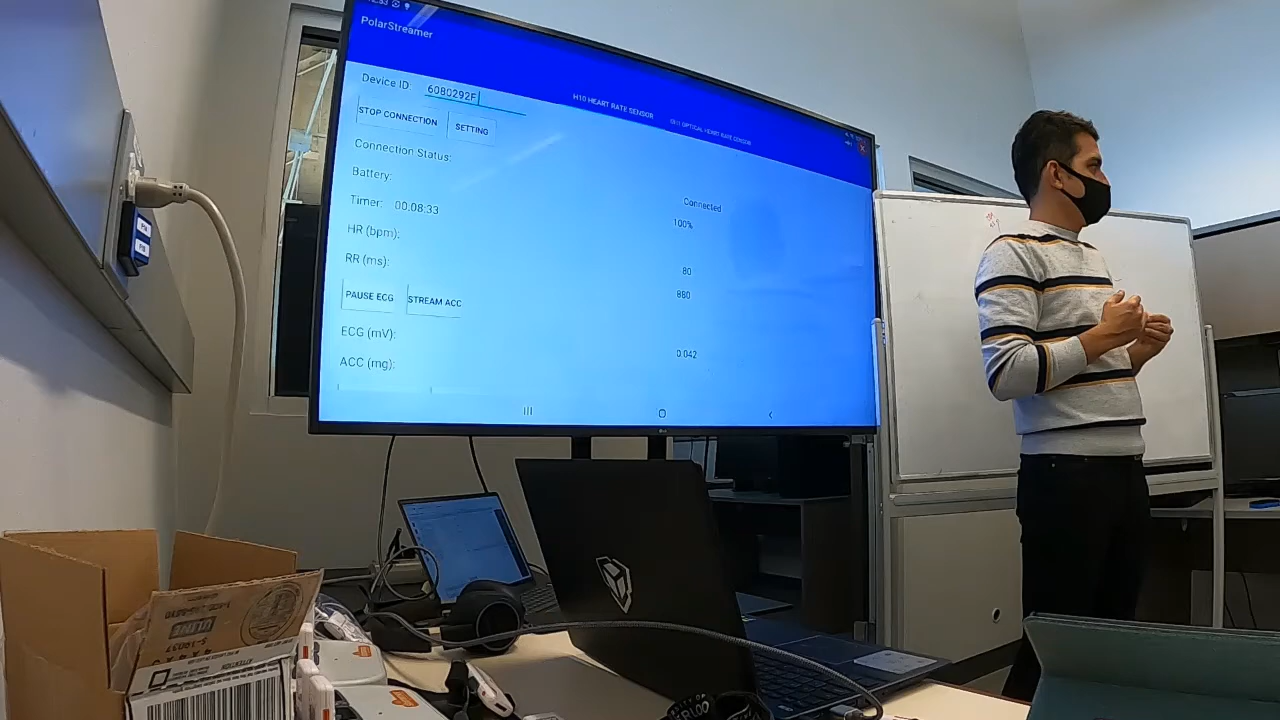 PolarStreamer
Device ID: 6080292F
H10 HEART RATE SENSOR
OH1 OPTICAL HEART RATE SENSOR
STOP CONNECTION
SETTING
Connection Status:
Connected
Battery:
100%
Timer: 00:08:33
HR (bpm):
80
RR (ms):
860
PAUSE ECG
STREAM ACC
ECG (mV):
0.042
ACC (mg):
ULINE
ATTENTION